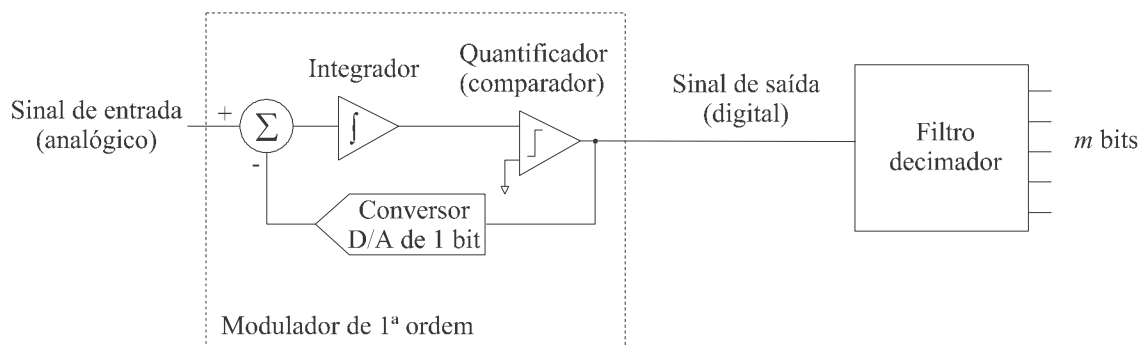 Sinal de entrada
(analógico)
+
Σ
-
Integrador
∫
Quantificador
(comparador)
Conversor
D/A de 1 bit
Modulador de 1ª ordem
Sinal de saída
(digital)
Filtro
decimador
m bits